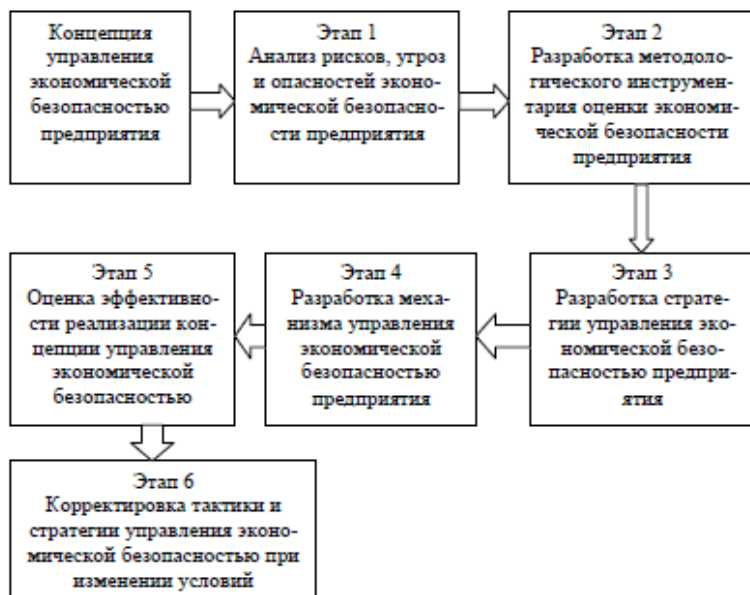 Концепция
управления
экономической
безопасностью
предприятия
Этап 1
Анализ рисков, угроз
и опасностей эконо-
мической безопасно-
сти предприятия
Этап 2
Разработка методоло-
гического инструмен-
тария оценки экономи-
ческой безопасности
предприятия
Этап 3
Разработка страте-
гии управления эко-
номической безо-
пасностью предпри-
ятия
Этап 4
Разработка меха-
низма управления
экономической
безопасностью
предприятия
Этап 5
Оценка эффективно-
сти реализации кон-
цепции управления
экономической
безопасностью
Этап 6
Корректировка тактики и
стратегии управления эконо-
мической безопасностью при
изменении условий